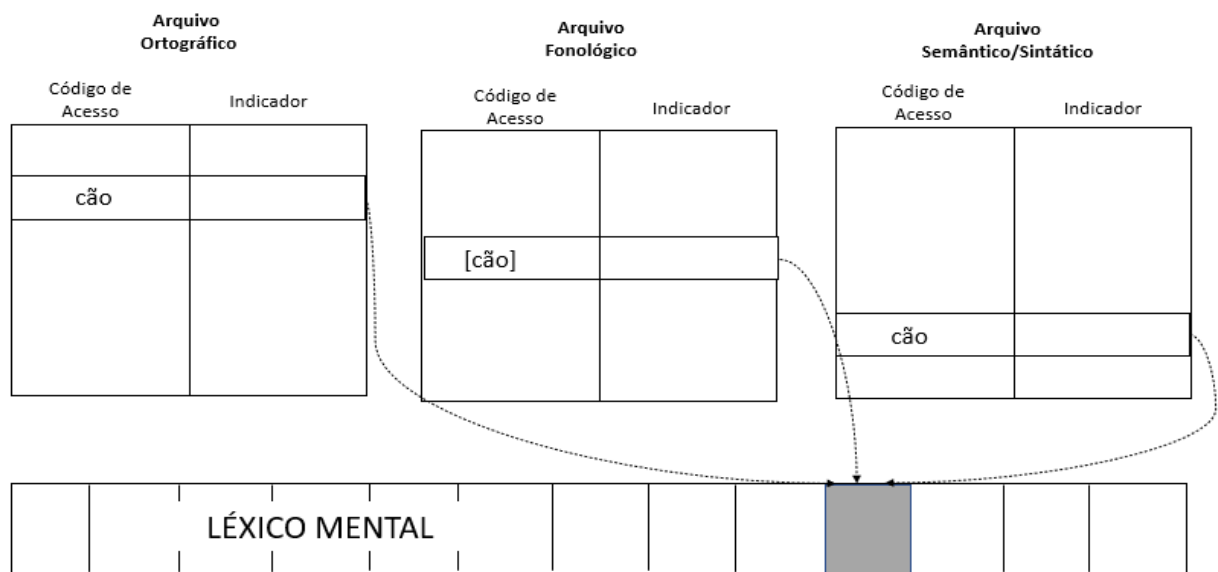 Arquivo
Ortográfico
Código de
Acesso
Indicador
cão
Arquivo
Fonológico
Código de
Acesso
Indicador
[cão]
Arquivo
Semântico/Sintático
Código de
Acesso
Indicador
cão
LÉXICO MENTAL